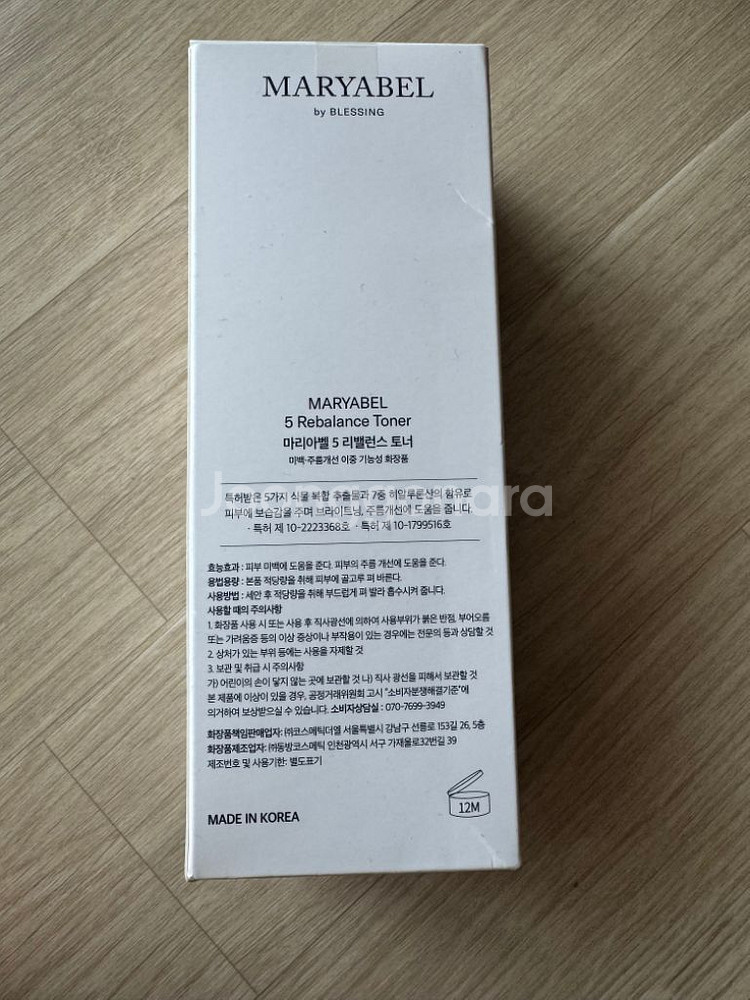 MARYABEL
by BLESSING
MARYABEL
5 Rebalance Toner
마리아벨 5 리밸런스 토너
미백·주름개선 이중 기능성 화장품
Joonggonara
특허받은 5가지 식물 복합 추출물과 7중 히알루론산의 함유로
피부에 보습감을 주며 브라이트닝, 주름개선에 도움을 줍니다.
· 특허 제 10-2223368호 · 특허 제 10-1799516호
효능효과 : 피부 미백에 도움을 준다. 피부의 주름 개선에 도움을 준다.
용법용량 : 본품 적당량을 취해 피부에 골고루 펴 바른다.
사용방법 : 세안 후 적당량을 취해 부드럽게 펴 발라 흡수시켜 줍니다.
사용할 때의 주의사항
1. 화장품 사용 시 또는 사용 후 직사광선에 의하여 사용부위가 붉은 반점, 부어오름
또는 가려움증 등의 이상 증상이나 부작용이 있는 경우에는 전문의 등과 상담할 것
2. 상처가 있는 부위 등에는 사용을 자제할 것
3. 보관 및 취급 시 주의사항
가) 어린이의 손이 닿지 않는 곳에 보관할 것 나) 직사 광선을 피해서 보관할 것
본 제품에 이상이 있을 경우, 공정거래위원회 고시 "소비자분쟁해결기준"에
의거하여 보상받으실 수 있습니다. 소비자상담실 : 070-7699-3949
화장품책임판매업자: ㈜코스메틱더엘 서울특별시 강남구 선릉로 153길 26, 5층
화장품제조업자: ㈜동방코스메틱 인천광역시 서구 가재울로32번길 39
제조번호 및 사용기한: 별도표기
MADE IN KOREA
12M